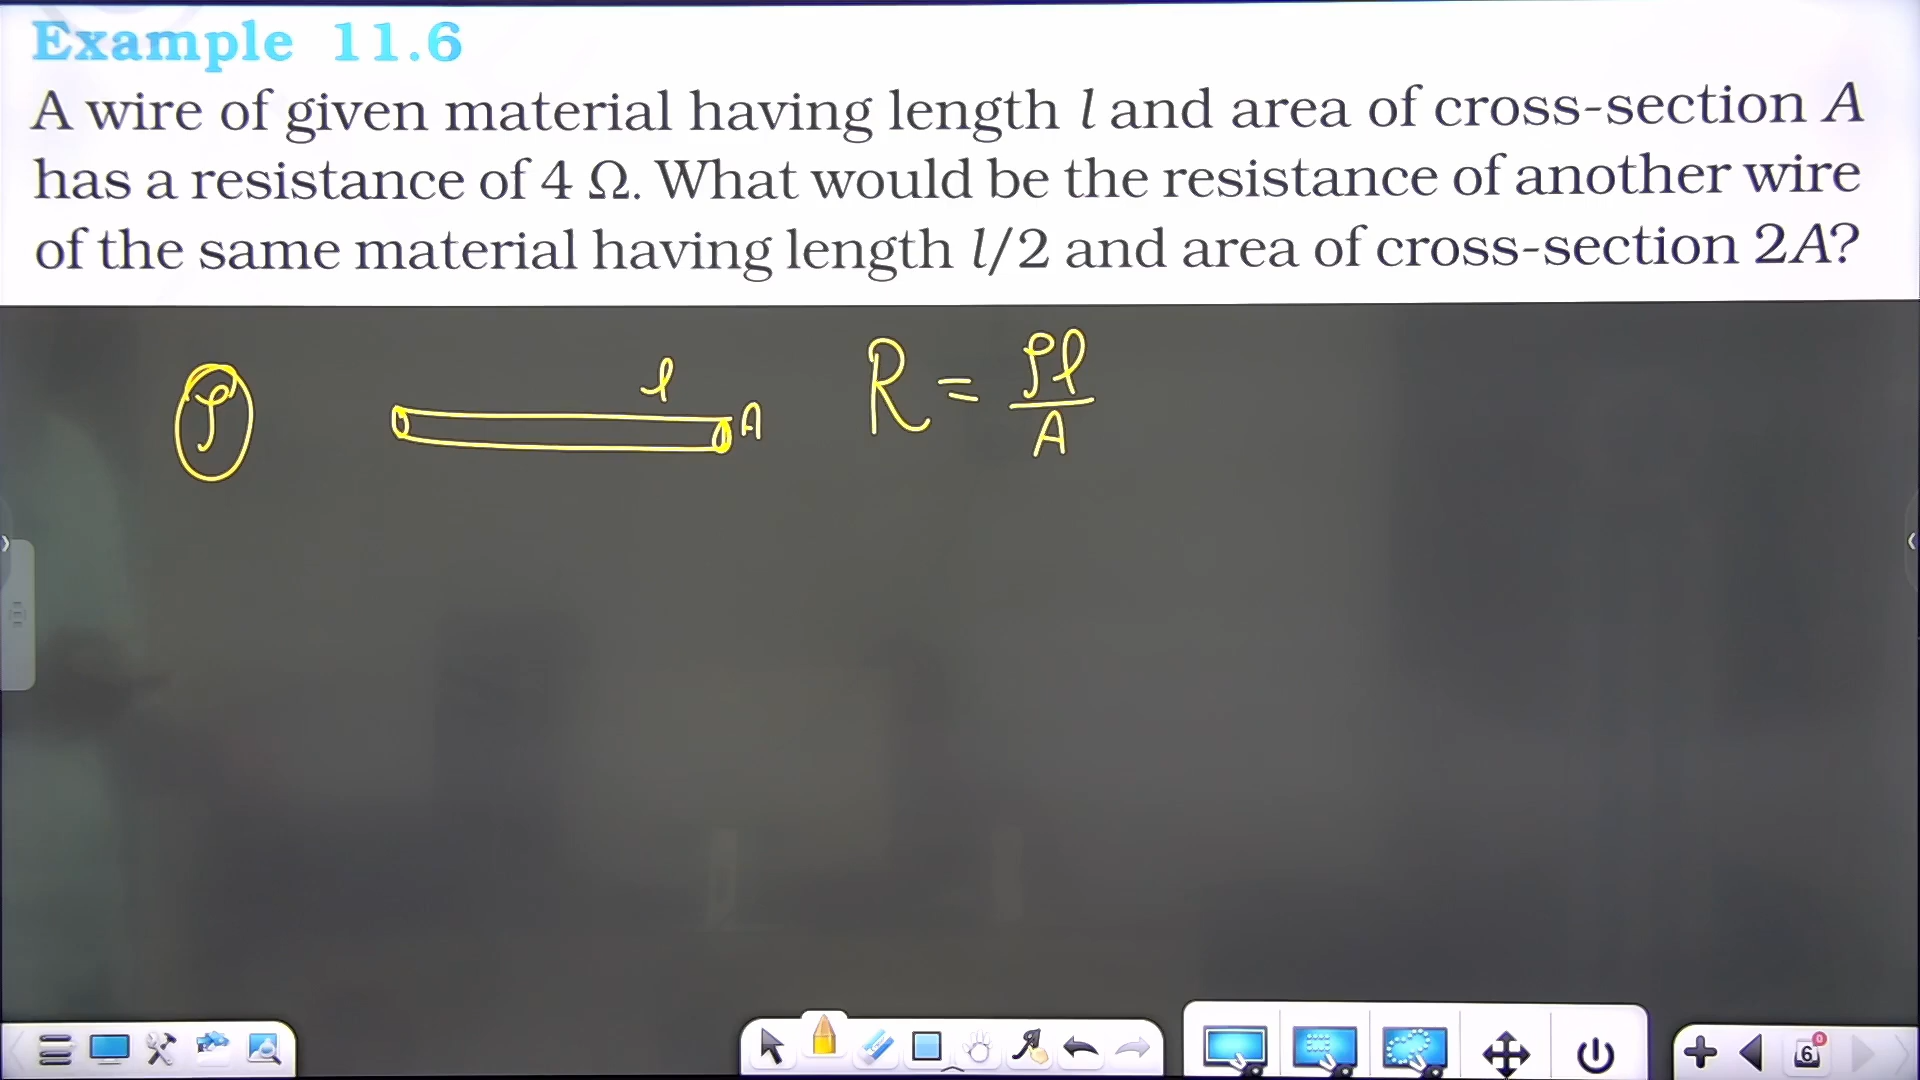 Example 11.6
A wire of given material having length l and area of cross-section A
has a resistance of 4 Ω. What would be the resistance of another wire
of the same material having length l/2 and area of cross-section 2A?
ρ
l
A
R = ρl/A
6
0